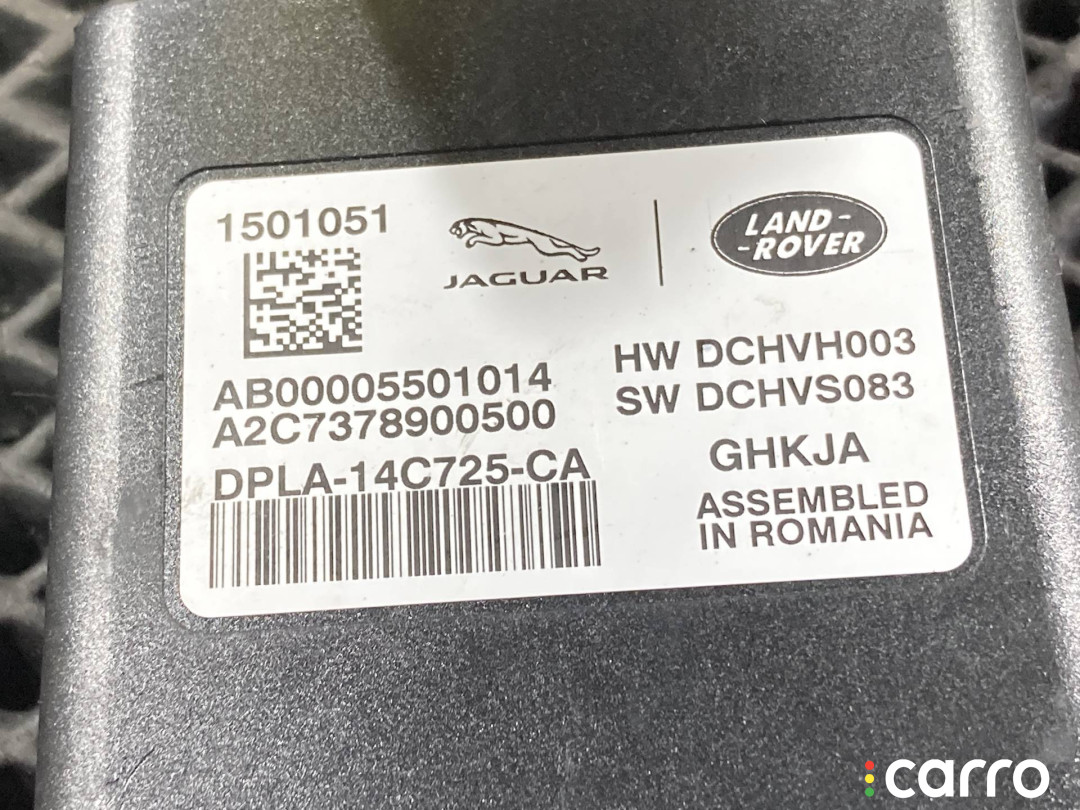 1501051
JAGUAR
LAND-
-ROVER
AB00005501014
A2C7378900500
DPLA-14C725-CA
HW DCHVH003
SW DCHVS083
GHKJA
ASSEMBLED
IN ROMANIA
carro